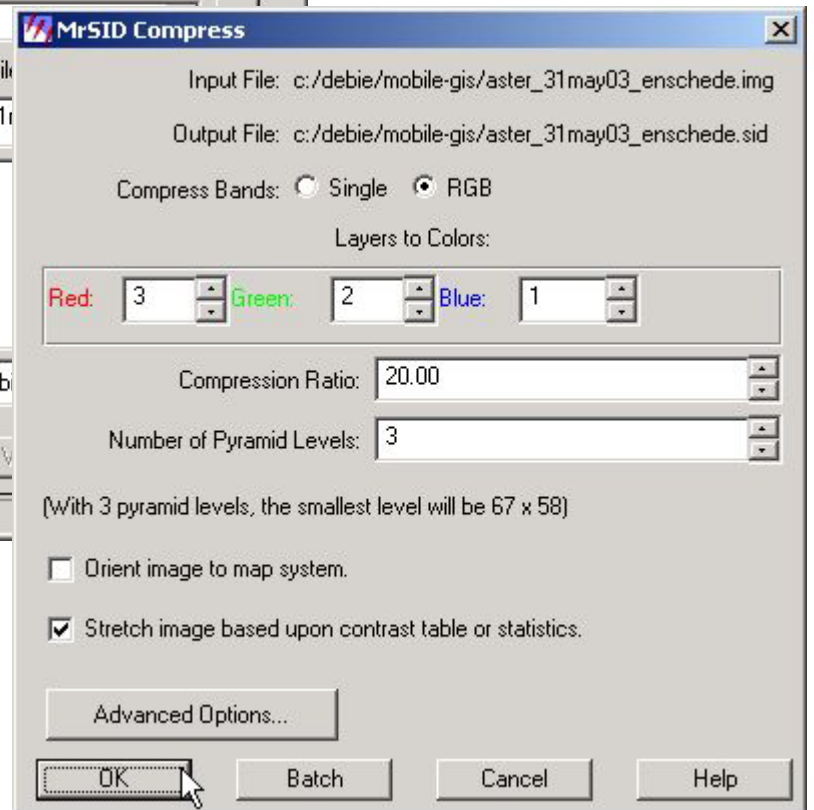 MrSID Compress
Input File: c:/debie/mobile-gis/aster_31may03_enschede.img
Output File: c:/debie/mobile-gis/aster_31may03_enschede.sid
Compress Bands: Single RGB
Layers to Colors:
Red: 3 Green: 2 Blue: 1
Compression Ratio: 20.00
Number of Pyramid Levels: 3
(With 3 pyramid levels, the smallest level will be 67 x 58)
Orient image to map system.
Stretch image based upon contrast table or statistics.
Advanced Options...
OK Batch Cancel Help